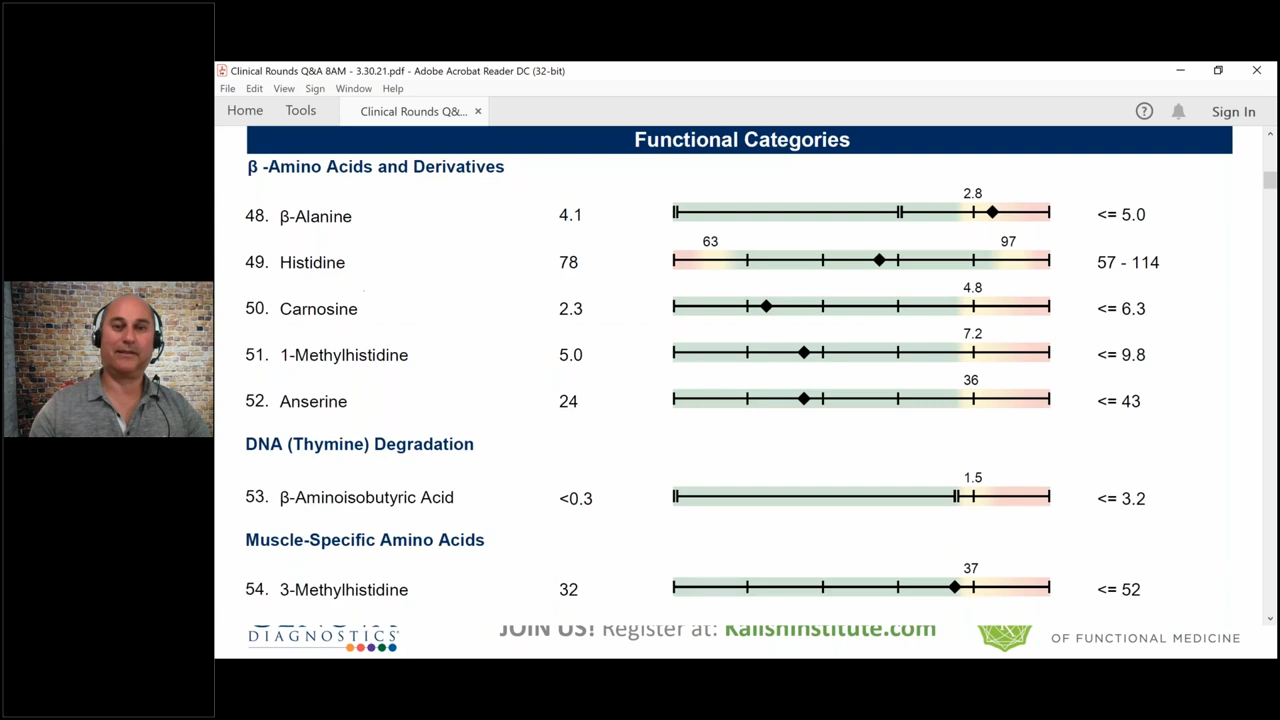 Clinical Rounds Q&A 8AM - 3.30.21.pdf - Adobe Acrobat Reader DC (32-bit)
File Edit View Sign Window Help
Home Tools Clinical Rounds Q&... × Sign In
Functional Categories
β -Amino Acids and Derivatives
2.8
48. β-Alanine 4.1 <= 5.0
63 97
49. Histidine 78 57 - 114
4.8
50. Carnosine 2.3 <= 6.3
7.2
51. 1-Methylhistidine 5.0 <= 9.8
36
52. Anserine 24 <= 43
DNA (Thymine) Degradation
1.5
53. β-Aminoisobutyric Acid <0.3 <= 3.2
Muscle-Specific Amino Acids
37
54. 3-Methylhistidine 32 <= 52
JOIN US! Register at: KalishInstitute.com
DIAGNOSTICS OF FUNCTIONAL MEDICINE